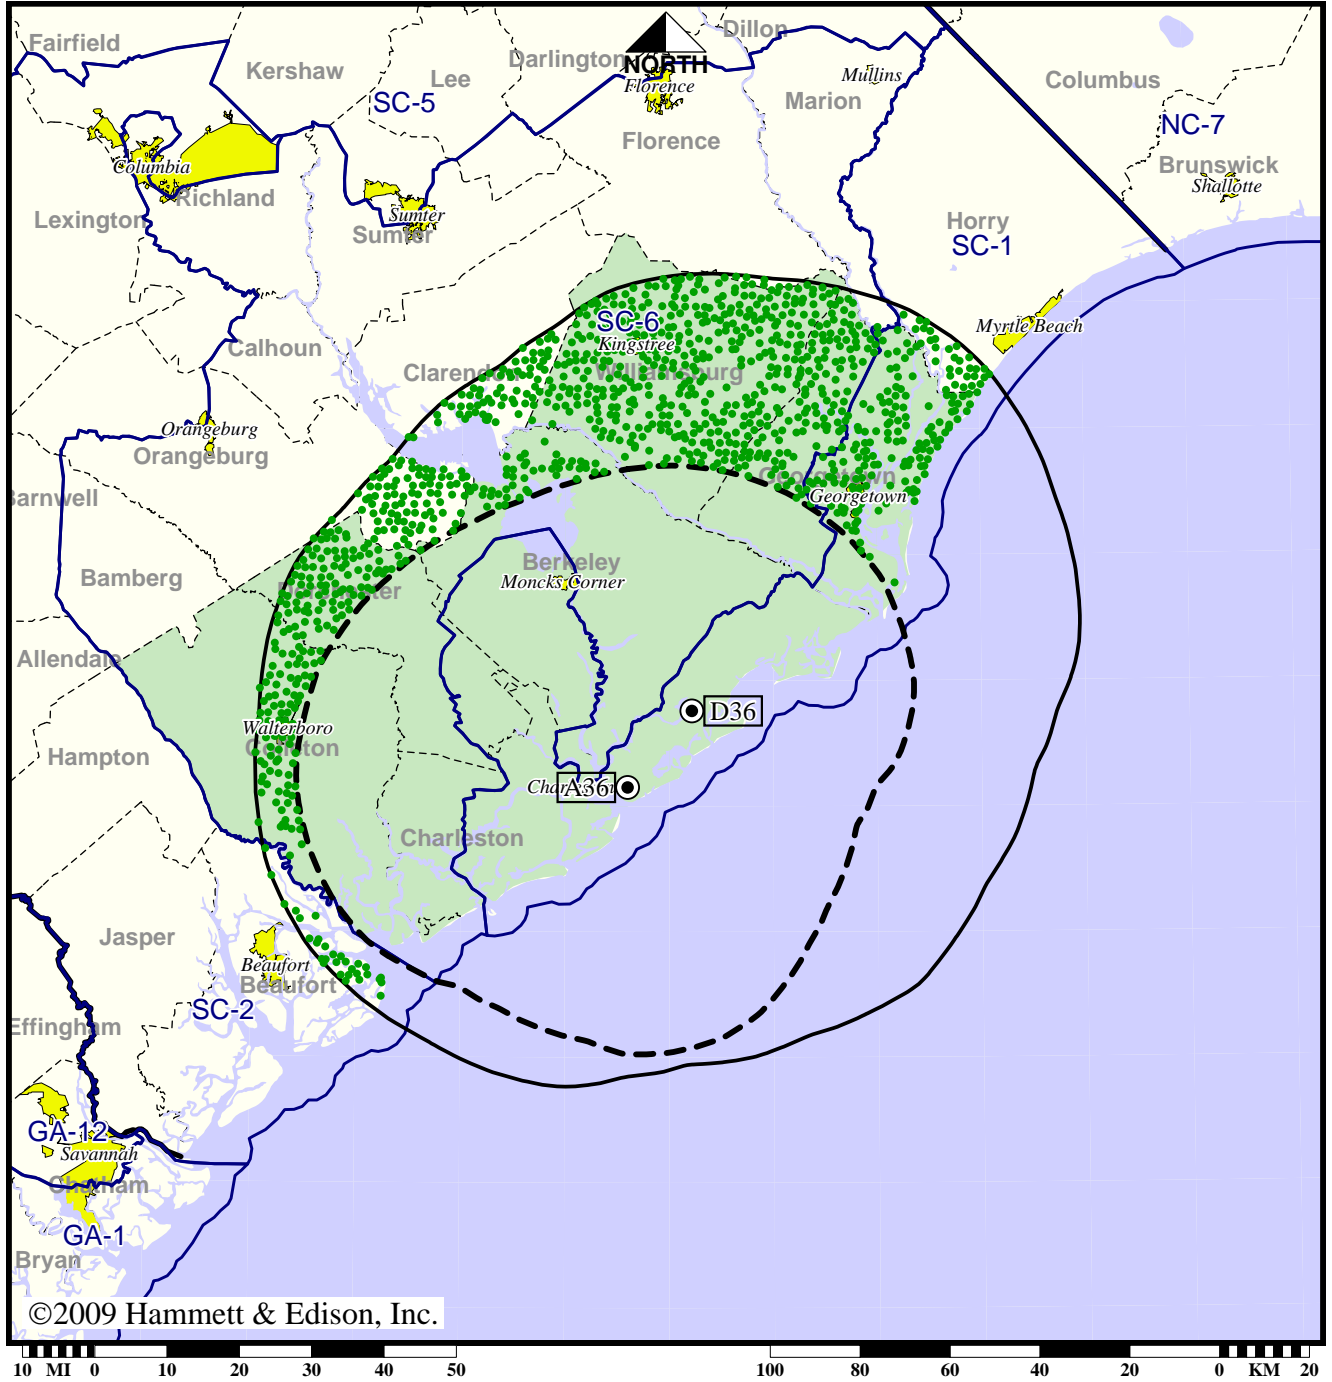 Fairfield
Kershaw
Lee
SC-5
Darlington
NORTH
Florence
Dillon
Mullins
Marion
Columbus
NC-7
Brunswick
Shallotte
Florence
Columbia
Richland
Lexington
Sumter
Sumter
Horry
SC-1
Myrtle Beach
SC-6
Kingstree
Williamsburg
Calhoun
Clarendon
Orangeburg
Orangeburg
Barnwell
Georgetown
Georgetown
Bamberg
Berkeley
Moncks Corner
Dorchester
Allendale
D36
Walterboro
Colleton
Hampton
A36
Charleston
Charleston
Jasper
Beaufort
Beaufort
SC-2
Effingham
GA-12
Savannah
Chatham
GA-1
Bryan
©2009 Hammett & Edison, Inc.
10 MI 0 10 20 30 40 50 100 80 60 40 20 0 KM 20